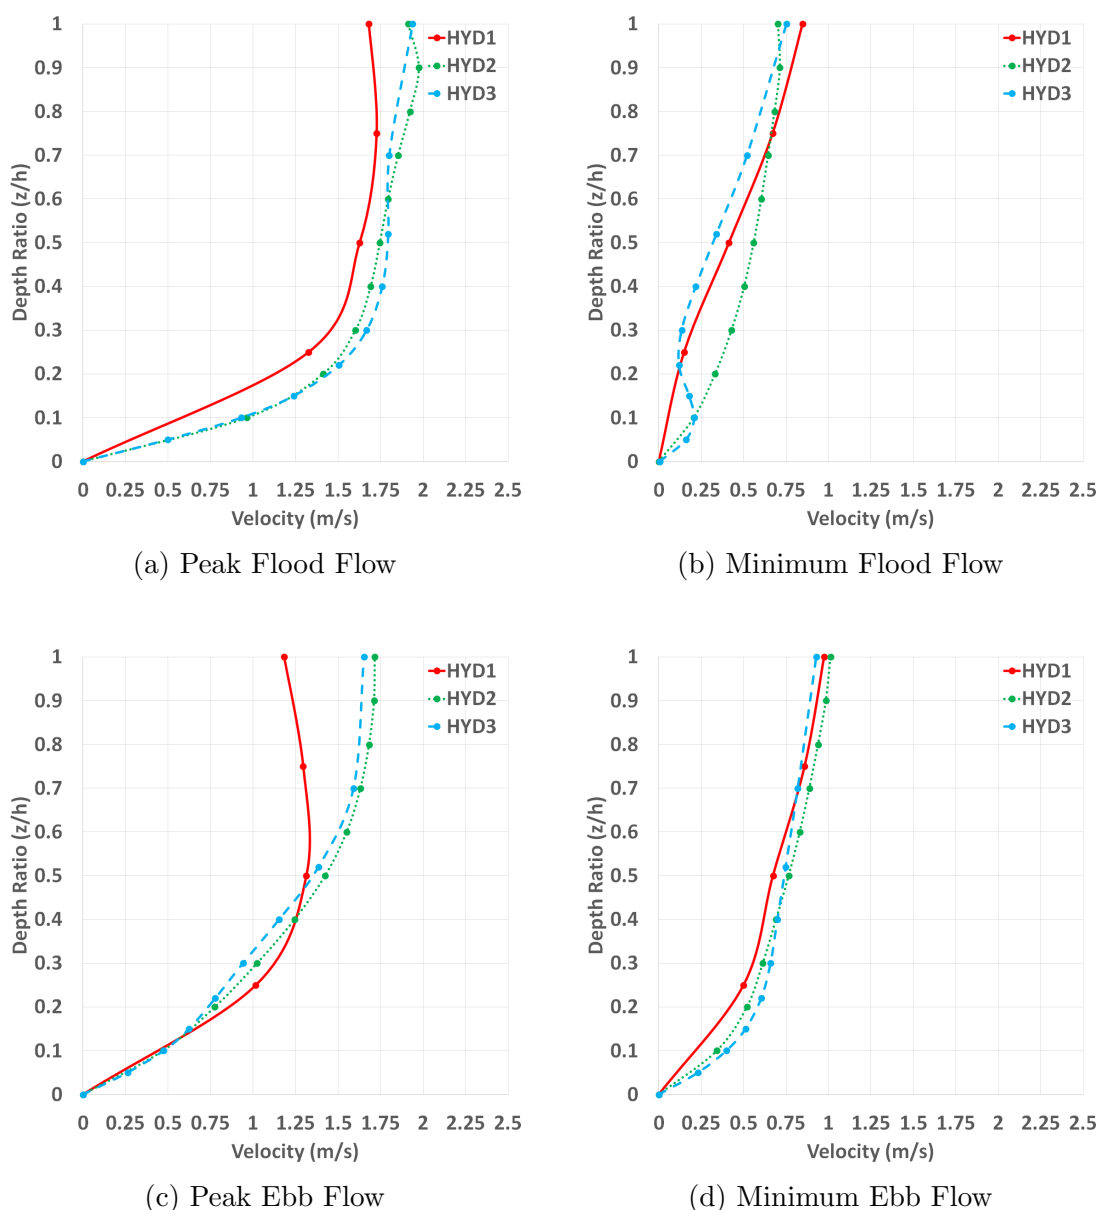 1
0.9
0.8
0.7
0.6
0.5
0.4
0.3
0.2
0.1
0
Depth Ratio (z/h)
HYD1
HYD2
HYD3
0 0.25 0.5 0.75 1 1.25 1.5 1.75 2 2.25 2.5
Velocity (m/s)
(a) Peak Flood Flow
1
0.9
0.8
0.7
0.6
0.5
0.4
0.3
0.2
0.1
0
Depth Ratio (z/h)
HYD1
HYD2
HYD3
0 0.25 0.5 0.75 1 1.25 1.5 1.75 2 2.25 2.5
Velocity (m/s)
(b) Minimum Flood Flow
1
0.9
0.8
0.7
0.6
0.5
0.4
0.3
0.2
0.1
0
Depth Ratio (z/h)
HYD1
HYD2
HYD3
0 0.25 0.5 0.75 1 1.25 1.5 1.75 2 2.25 2.5
Velocity (m/s)
(c) Peak Ebb Flow
1
0.9
0.8
0.7
0.6
0.5
0.4
0.3
0.2
0.1
0
Depth Ratio (z/h)
HYD1
HYD2
HYD3
0 0.25 0.5 0.75 1 1.25 1.5 1.75 2 2.25 2.5
Velocity (m/s)
(d) Minimum Ebb Flow